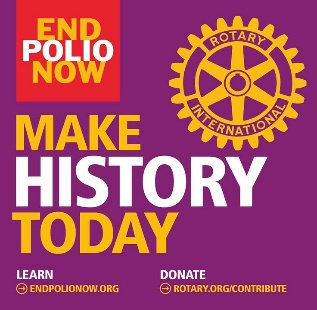 END
POLIO
NOW
ROTARY
INTERNATIONAL
MAKE
HISTORY
TODAY
LEARN
ENDPOLIONOW.ORG
DONATE
ROTARY.ORG/CONTRIBUTE